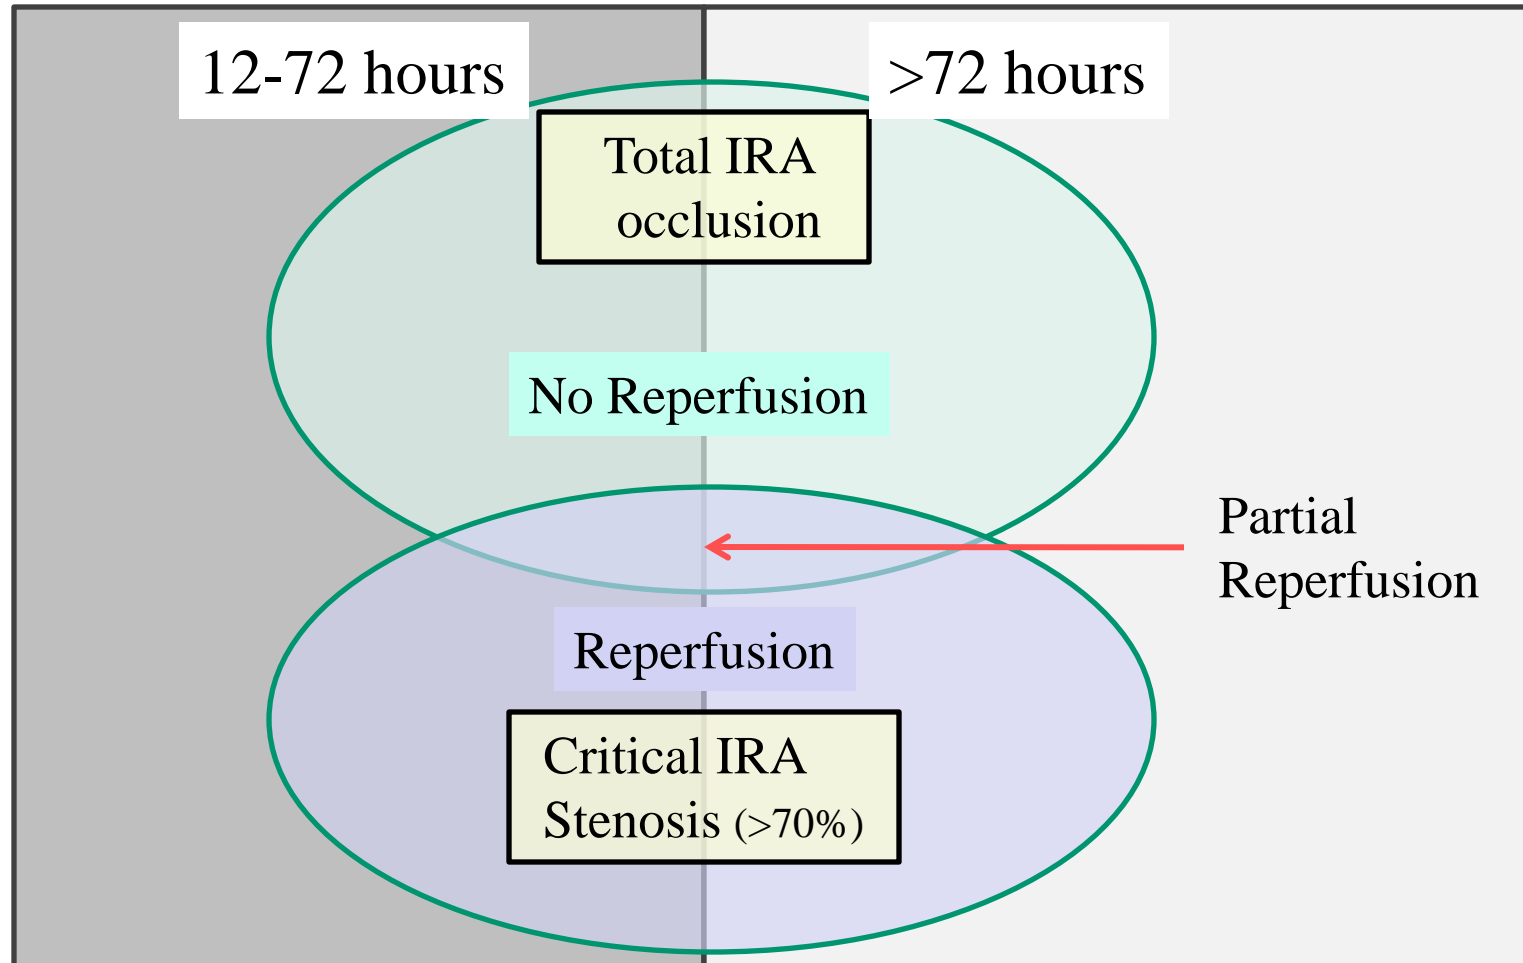 12-72 hours
>72 hours
Total IRA
occlusion
No Reperfusion
Partial
Reperfusion
Reperfusion
Critical IRA
Stenosis (>70%)